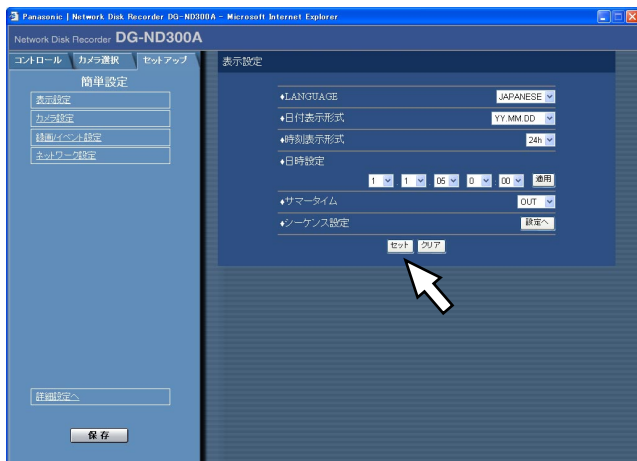 Panasonic | Network Disk Recorder DG-ND300A - Microsoft Internet Explorer
Network Disk Recorder DG-ND300A
コントロール カメラ選択 セットアップ
簡単設定
表示設定
カメラ設定
録画/イベント設定
ネットワーク設定
詳細設定へ
保存
表示設定
♦LANGUAGE JAPANESE
♦日付表示形式 YY.MM.DD
♦時刻表示形式 24h
♦日時設定
1 . 1 . 05 0 : 00 適用
♦サマータイム OUT
♦シーケンス設定 設定へ
セット クリア